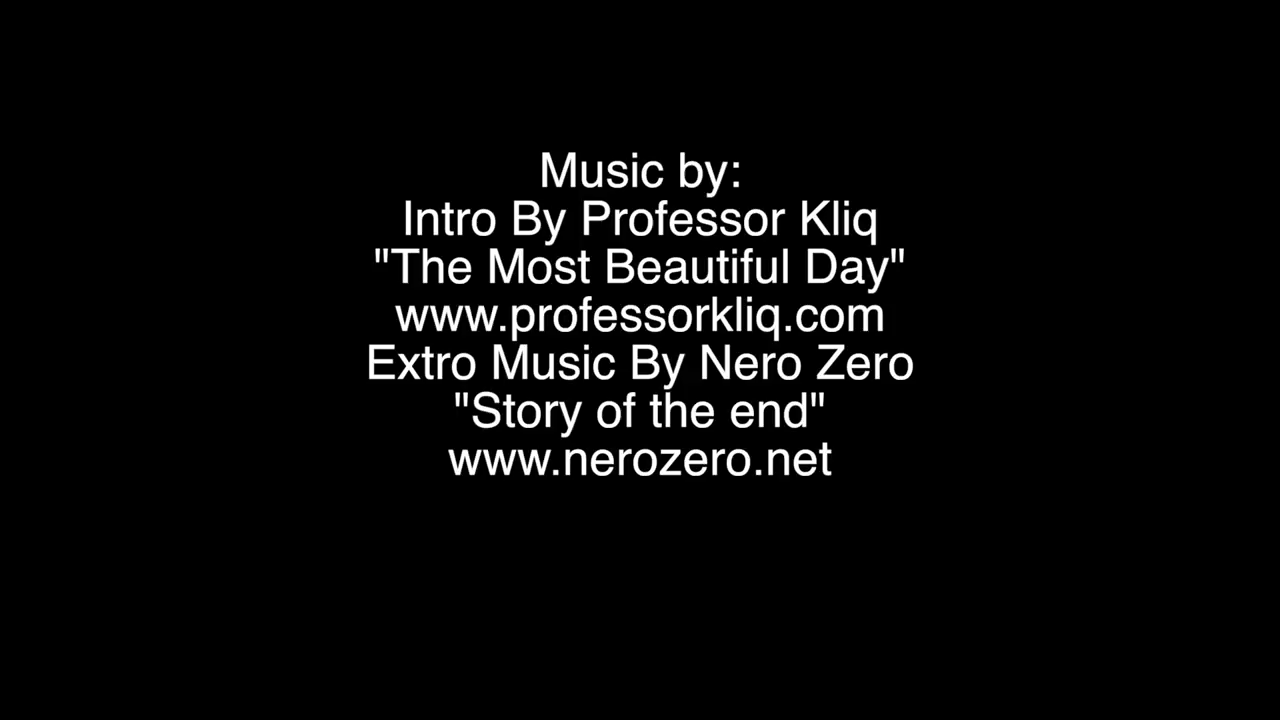 Music by:
Intro By Professor Kliq
"The Most Beautiful Day"
www.professorkliq.com
Extro Music By Nero Zero
"Story of the end"
www.nerozero.net